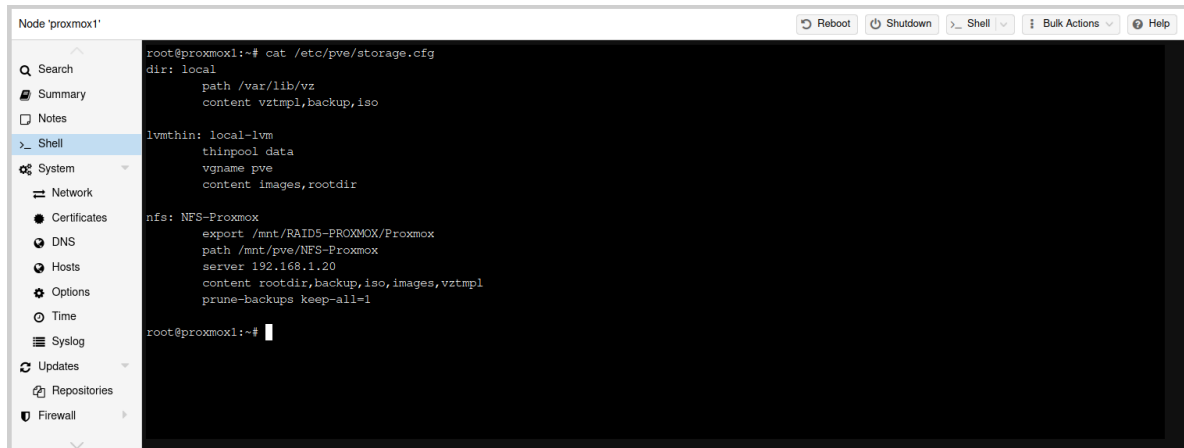 Node 'proxmox1'
Reboot
Shutdown
>_ Shell
Bulk Actions
Help
Search
Summary
Notes
>_ Shell
System
Network
Certificates
DNS
Hosts
Options
Time
Syslog
Updates
Repositories
Firewall
root@proxmox1:~# cat /etc/pve/storage.cfg
dir: local
path /var/lib/vz
content vztmpl,backup,iso
lvmthin: local-lvm
thinpool data
vgname pve
content images,rootdir
nfs: NFS-Proxmox
export /mnt/RAID5-PROXMOX/Proxmox
path /mnt/pve/NFS-Proxmox
server 192.168.1.20
content rootdir,backup,iso,images,vztmpl
prune-backups keep-all=1
root@proxmox1:~#